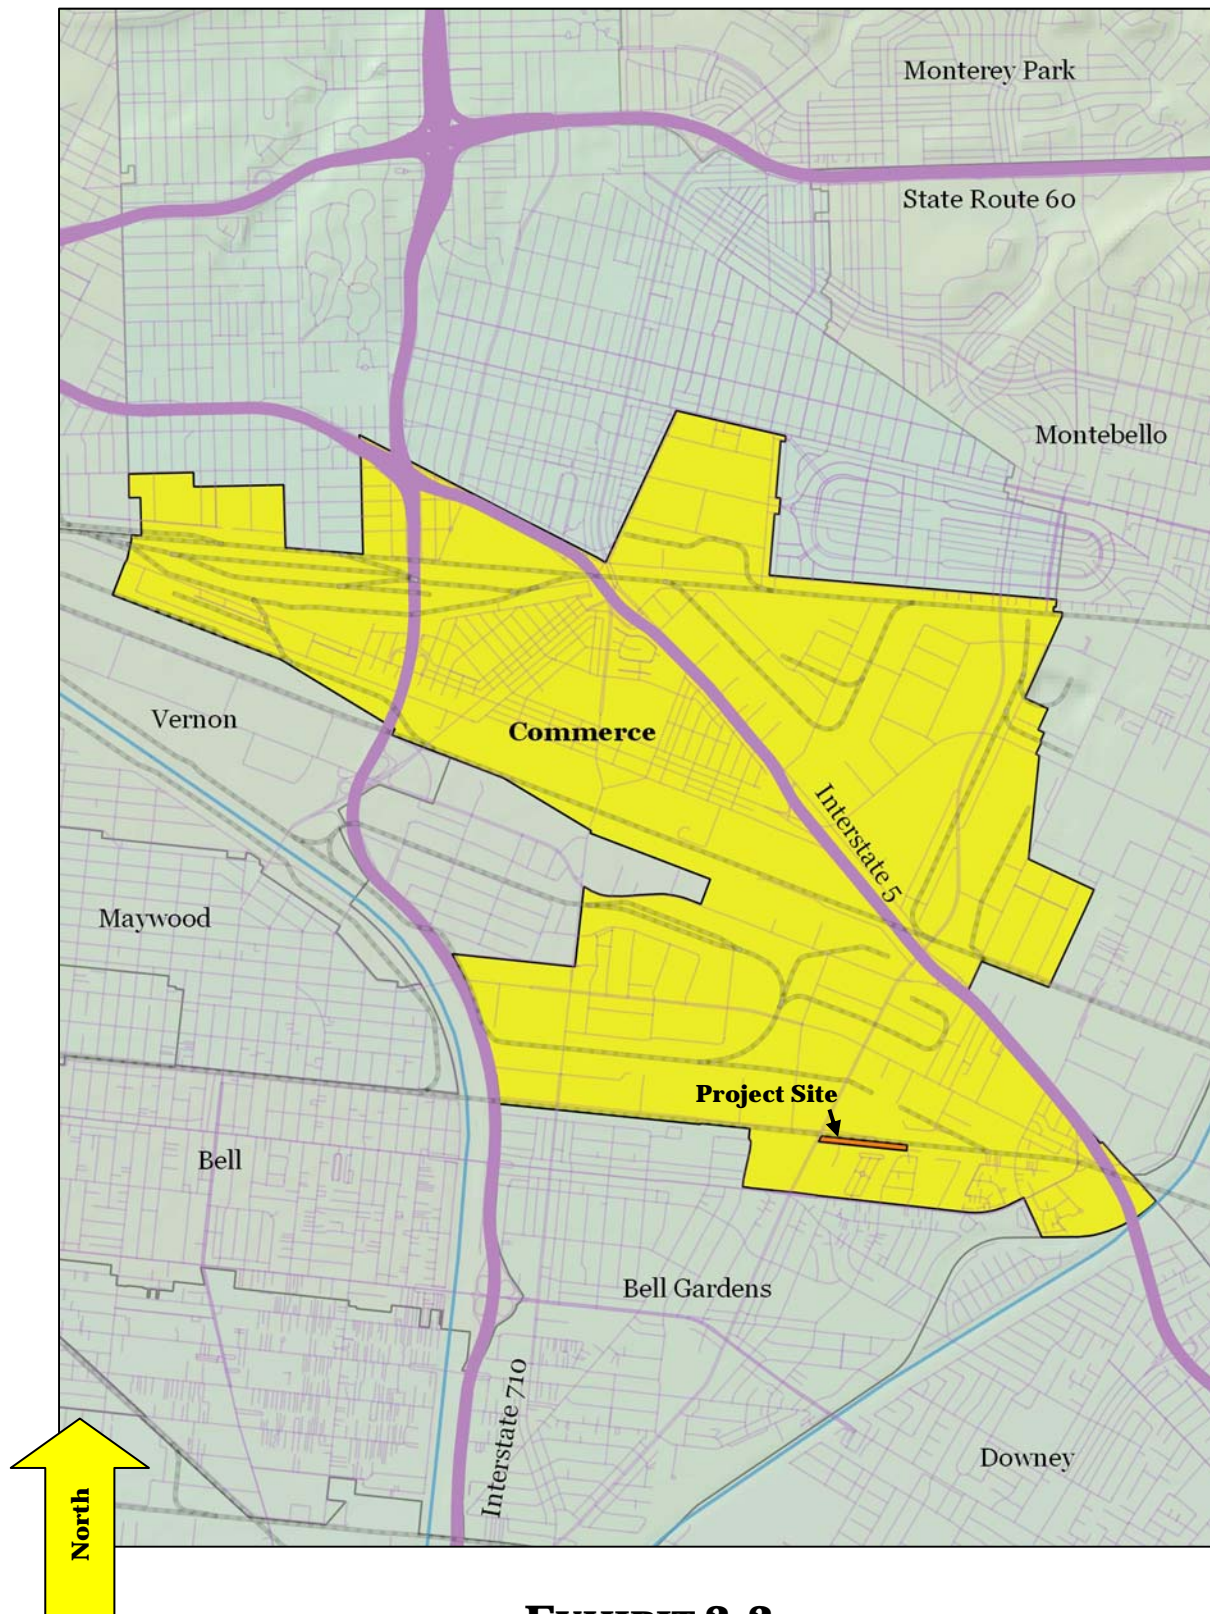 Monterey Park
State Route 60
Montebello
Vernon
Commerce
Interstate 5
Maywood
Project Site
Bell
Bell Gardens
Interstate 710
Downey
North